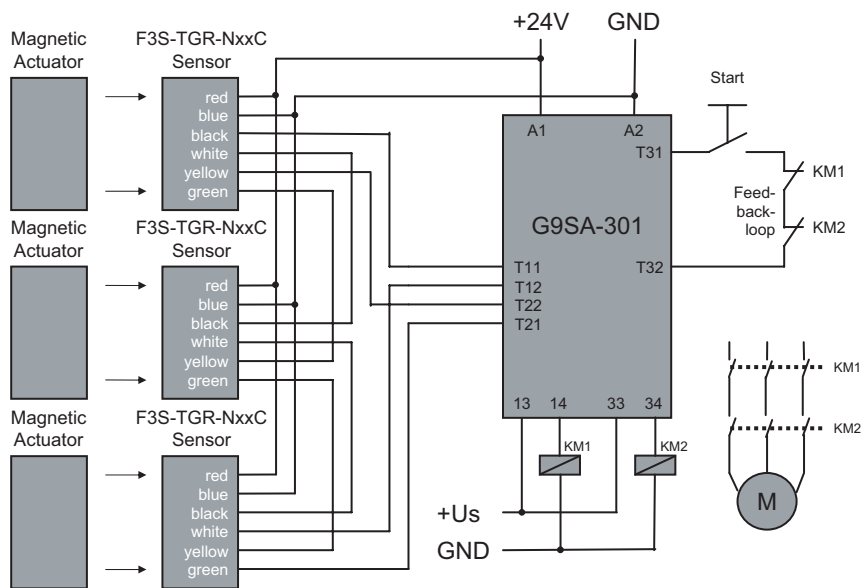 +24V
GND
Magnetic
Actuator
F3S-TGR-NxxC
Sensor
red
blue
black
white
yellow
green
Magnetic
Actuator
F3S-TGR-NxxC
Sensor
red
blue
black
white
yellow
green
Magnetic
Actuator
F3S-TGR-NxxC
Sensor
red
blue
black
white
yellow
green
A1
A2
T31
G9SA-301
T11
T12
T22
T21
T32
13
14
33
34
Start
KM1
Feed-
back-
loop
KM2
KM1
KM2
+Us
GND
KM1
KM2
M